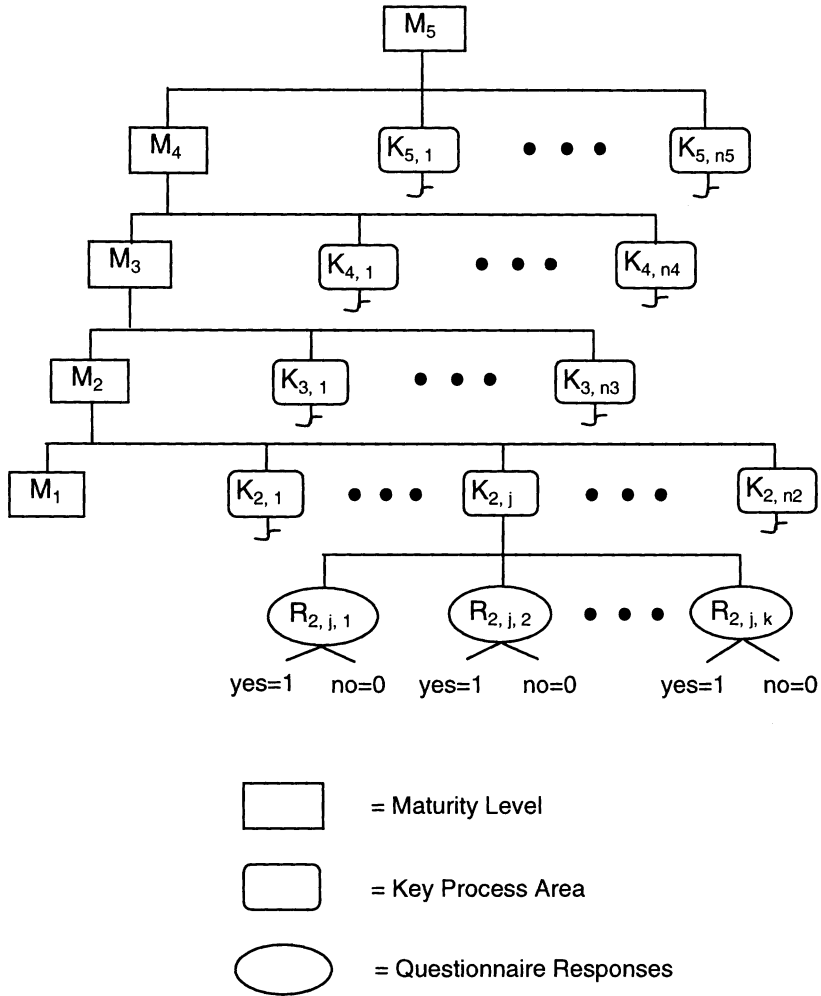 M5
M4 K5, 1 • • • K5, n5
M3 K4, 1 • • • K4, n4
M2 K3, 1 • • • K3, n3
M1 K2, 1 • • • K2, j • • • K2, n2
R2, j, 1 R2, j, 2 • • • R2, j, k
yes=1 no=0 yes=1 no=0 yes=1 no=0
= Maturity Level
= Key Process Area
= Questionnaire Responses